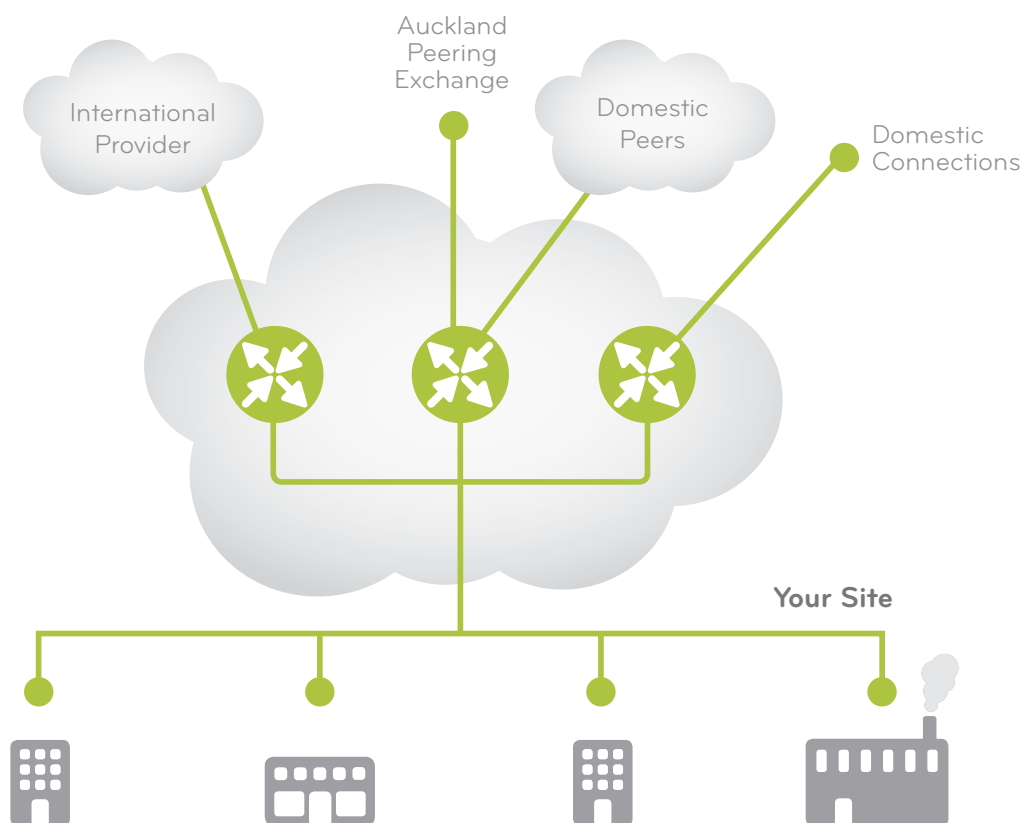 Auckland
Peering
Exchange
International
Provider
Domestic
Peers
Domestic
Connections
Your Site